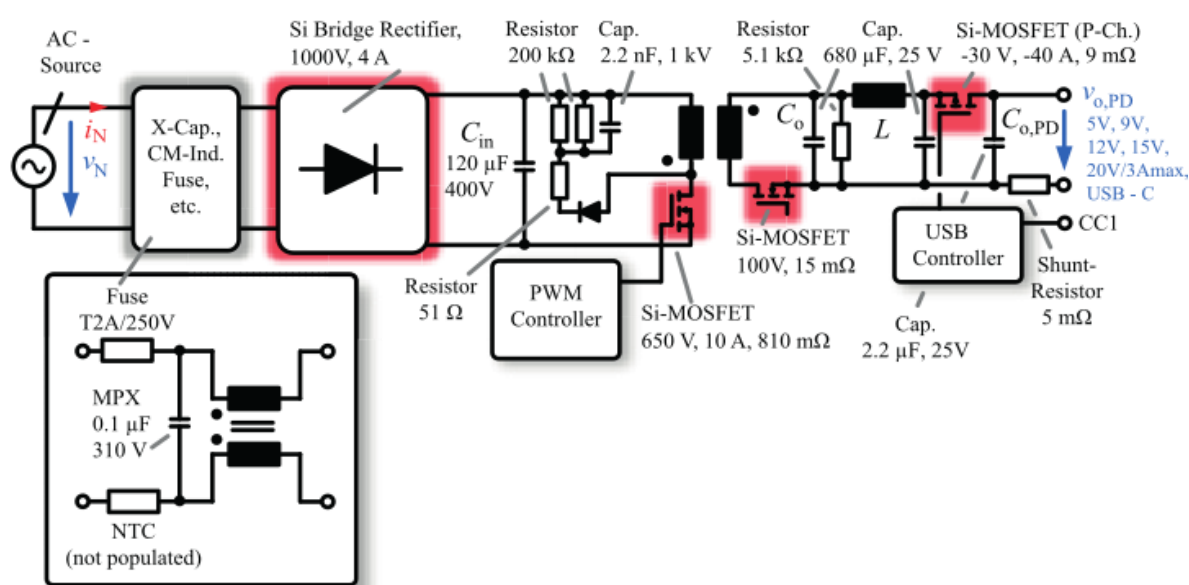 AC -
Source
i_N
v_N
X-Cap.,
CM-Ind.
Fuse,
etc.
Si Bridge Rectifier,
1000V, 4 A
C_in
120 µF
400V
Resistor
200 kΩ
Cap.
2.2 nF, 1 kV
Resistor
51 Ω
PWM
Controller
Si-MOSFET
650 V, 10 A, 810 mΩ
Resistor
5.1 kΩ
Cap.
680 µF, 25 V
C_o
L
Si-MOSFET
100V, 15 mΩ
Si-MOSFET (P-Ch.)
-30 V, -40 A, 9 mΩ
C_o,PD
v_o,PD
5V, 9V,
12V, 15V,
20V/3Amax,
USB - C
USB
Controller
CC1
Shunt-
Resistor
5 mΩ
Cap.
2.2 µF, 25V
Fuse
T2A/250V
MPX
0.1 µF
310 V
NTC
(not populated)